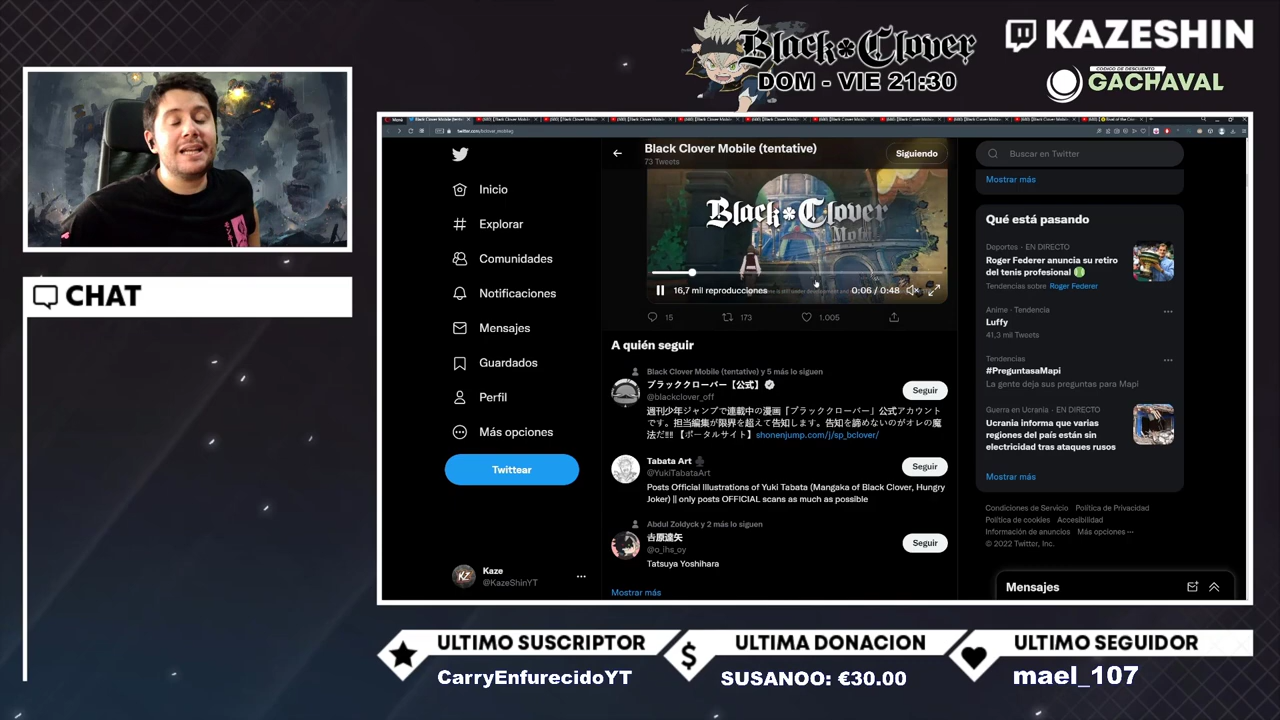 Black Clover
DOM - VIE 21:30
KAZESHIN
CODIGO DE DESCUENTO
GACHAVAL
CHAT
twitter.com/bclover_mobileg
Inicio
Explorar
Comunidades
Notificaciones
Mensajes
Guardados
Perfil
Más opciones
Twittear
Kaze
@KazeShinYT
Black Clover Mobile (tentative)
73 Tweets
Siguiendo
Black Clover
Mobile
16,7 mil reproducciones
0:06 / 0:48
15
173
1.005
A quién seguir
Black Clover Mobile (tentative) y 5 más lo siguen
ブラッククローバー【公式】
@blackclover_off
Seguir
週刊少年ジャンプで連載中の漫画『ブラッククローバー』公式アカウント
です。担当編集が限界を超えて告知します。告知を諦めないのがオレの魔
法だ!!!【ポータルサイト】shonenjump.com/j/sp_bclover/
Tabata Art
@YukiTabataArt
Seguir
Posts Official Illustrations of Yuki Tabata (Mangaka of Black Clover, Hungry
Joker) || only posts OFFICIAL scans as much as possible
Abdul Zoldyck y 2 más lo siguen
𠮷原達矢
@o_ihs_oy
Seguir
Tatsuya Yoshihara
Mostrar más
Buscar en Twitter
Mostrar más
Qué está pasando
Deportes · EN DIRECTO
Roger Federer anuncia su retiro
del tenis profesional
Tendencias sobre Roger Federer
Anime · Tendencia
Luffy
41,3 mil Tweets
Tendencias
#PreguntasaMapi
La gente deja sus preguntas para Mapi
Guerra en Ucrania · EN DIRECTO
Ucrania informa que varias
regiones del país están sin
electricidad tras ataques rusos
Mostrar más
Condiciones de Servicio Política de Privacidad
Política de cookies Accesibilidad
Información de anuncios Más opciones ···
© 2022 Twitter, Inc.
Mensajes
ULTIMO SUSCRIPTOR
CarryEnfurecidoYT
ULTIMA DONACION
SUSANOO: €30.00
ULTIMO SEGUIDOR
mael_107